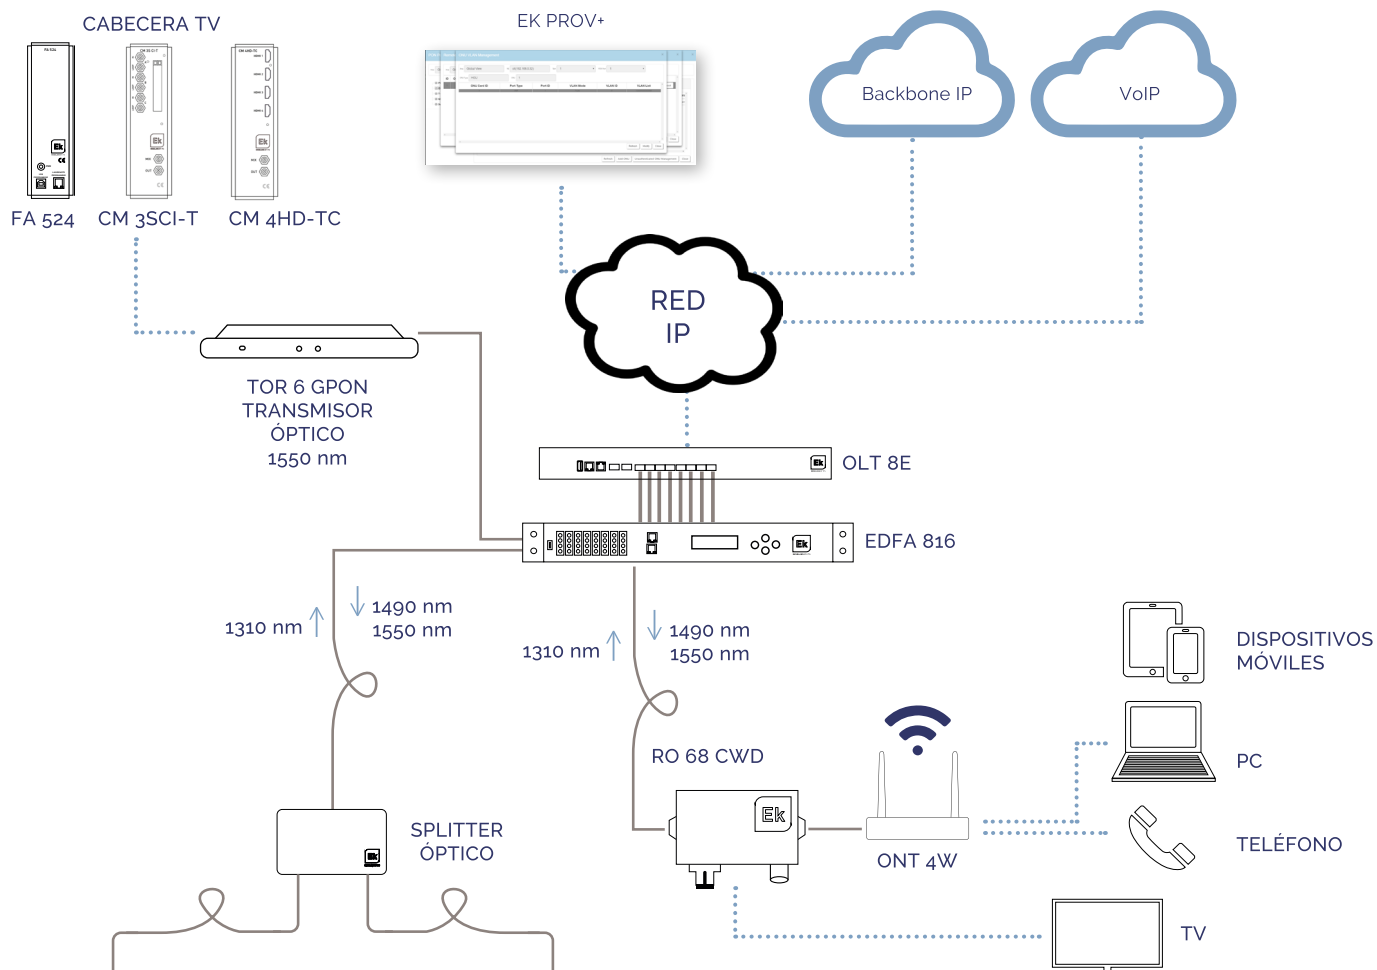 CABECERA TV
EK PROV+
Backbone IP
VoIP
FA 524
CM 3SCI-T
CM 4HD-TC
RED
IP
TOR 6 GPON
TRANSMISOR
ÓPTICO
1550 nm
OLT 8E
EDFA 816
1310 nm
1490 nm
1550 nm
1310 nm
1490 nm
1550 nm
DISPOSITIVOS
MÓVILES
RO 68 CWD
PC
Ek
SPLITTER
ÓPTICO
ONT 4W
TELÉFONO
TV